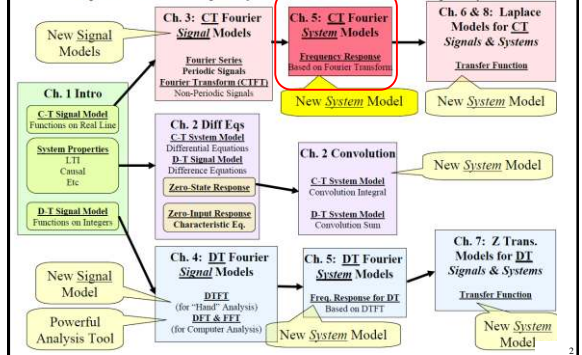 New Signal
Models
Ch. 3: CT Fourier
Signal Models
Fourier Series
Periodic Signals
Fourier Transform (CTFT)
Non-Periodic Signals
Ch. 5: CT Fourier
System Models
Frequency Response
Based on Fourier Transform
New System Model
Ch. 6 & 8: Laplace
Models for CT
Signals & Systems
Transfer Function
New System Model
Ch. 1 Intro
C-T Signal Model
Functions on Real Line
System Properties
LTI
Causal
Etc
D-T Signal Model
Functions on Integers
Ch. 2 Diff Eqs
C-T System Model
Differential Equations
D-T Signal Model
Difference Equations
Zero-State Response
Zero-Input Response
Characteristic Eq.
Ch. 2 Convolution
C-T System Model
Convolution Integral
D-T System Model
Convolution Sum
New System Model
New Signal
Model
Powerful
Analysis Tool
Ch. 4: DT Fourier
Signal Models
DTFT
(for "Hand" Analysis)
DFT & FFT
(for Computer Analysis)
Ch. 5: DT Fourier
System Models
Freq. Response for DT
Based on DTFT
New System Model
Ch. 7: Z Trans.
Models for DT
Signals & Systems
Transfer Function
New System
Model
2